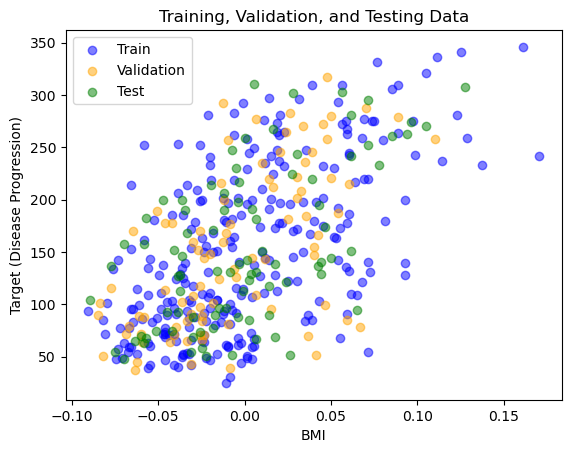 Training, Validation, and Testing Data
Train
Validation
Test
Target (Disease Progression)
350
300
250
200
150
100
50
-0.10 -0.05 0.00 0.05 0.10 0.15
BMI